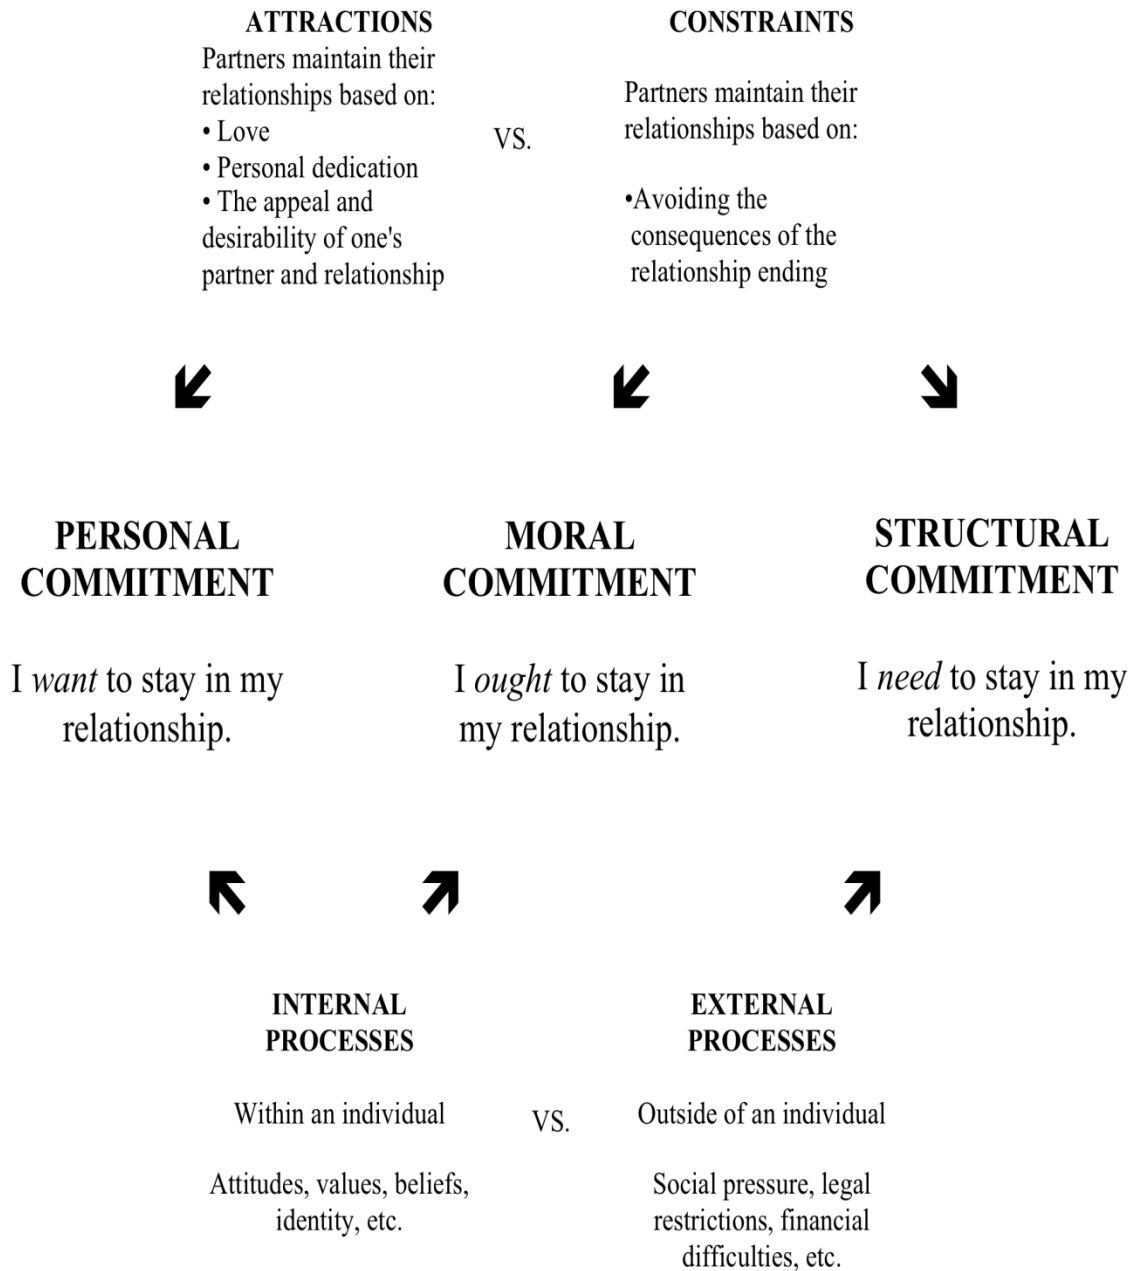 ATTRACTIONS
Partners maintain their
relationships based on:
• Love
• Personal dedication
• The appeal and
desirability of one's
partner and relationship
VS.
CONSTRAINTS
Partners maintain their
relationships based on:
•Avoiding the
consequences of the
relationship ending
PERSONAL
COMMITMENT
I want to stay in my
relationship.
MORAL
COMMITMENT
I ought to stay in
my relationship.
STRUCTURAL
COMMITMENT
I need to stay in my
relationship.
INTERNAL
PROCESSES
Within an individual
Attitudes, values, beliefs,
identity, etc.
VS.
EXTERNAL
PROCESSES
Outside of an individual
Social pressure, legal
restrictions, financial
difficulties, etc.